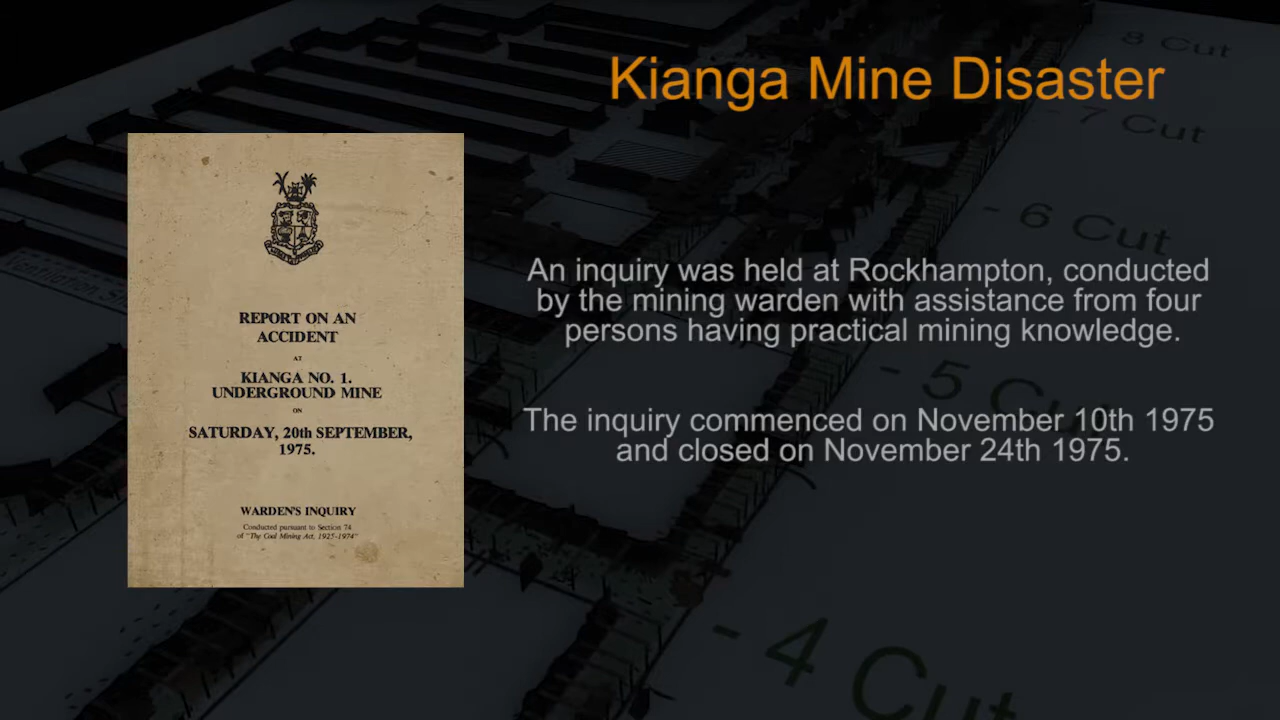 Kianga Mine Disaster
REPORT ON AN
ACCIDENT
AT
KIANGA NO. 1.
UNDERGROUND MINE
ON
SATURDAY, 20th SEPTEMBER,
1975.
WARDEN'S INQUIRY
Conducted pursuant to Section 74
of "The Coal Mining Act, 1925-1974"
An inquiry was held at Rockhampton, conducted
by the mining warden with assistance from four
persons having practical mining knowledge.
The inquiry commenced on November 10th 1975
and closed on November 24th 1975.
8 Cut
- 7 Cut
- 6 Cut
- 5 Cut
- 4 Cut